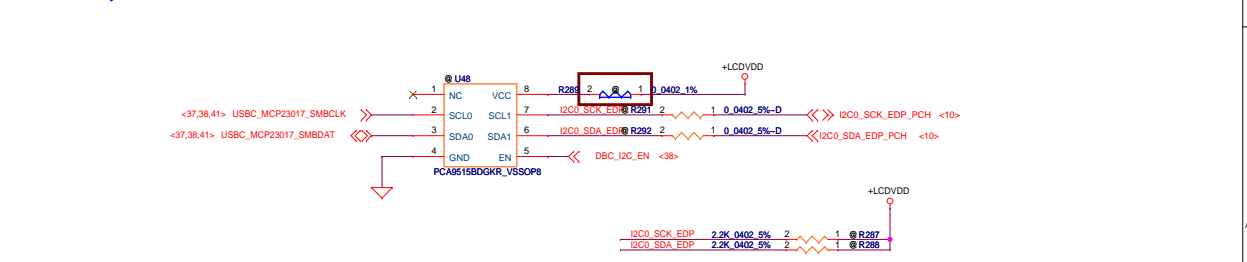 +LCDVDD
@ U48
1 NC VCC 8 R289 2 @ 1 0_0402_1%
<37,38,41> USBC_MCP23017_SMBCLK 2 SCL0 SCL1 7 I2C0_SCK_EDP @ R291 2 1 0_0402_5%~D I2C0_SCK_EDP_PCH <10>
<37,38,41> USBC_MCP23017_SMBDAT 3 SDA0 SDA1 6 I2C0_SDA_EDP @ R292 2 1 0_0402_5%~D I2C0_SDA_EDP_PCH <10>
4 GND EN 5 DBC_I2C_EN <38>
PCA9515BDGKR_VSSOP8
+LCDVDD
I2C0_SCK_EDP 2.2K_0402_5% 2 1 @ R287
I2C0_SDA_EDP 2.2K_0402_5% 2 1 @ R288